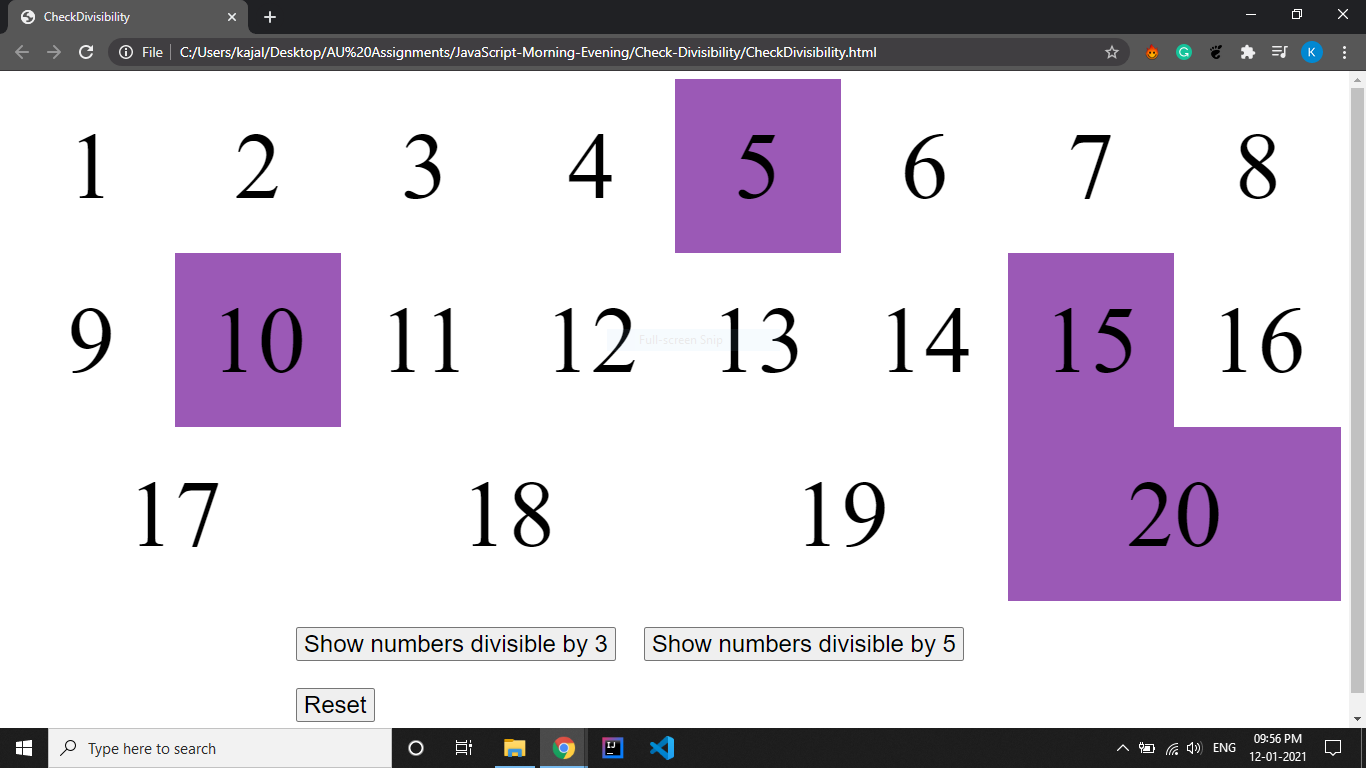 CheckDivisibility
File C:/Users/kajal/Desktop/AU%20Assignments/JavaScript-Morning-Evening/Check-Divisibility/CheckDivisibility.html K
1 2 3 4 5 6 7 8
9 10 11 12 13 14 15 16
Full-screen Snip
17 18 19 20
Show numbers divisible by 3 Show numbers divisible by 5
Reset
Type here to search ENG 09:56 PM
12-01-2021